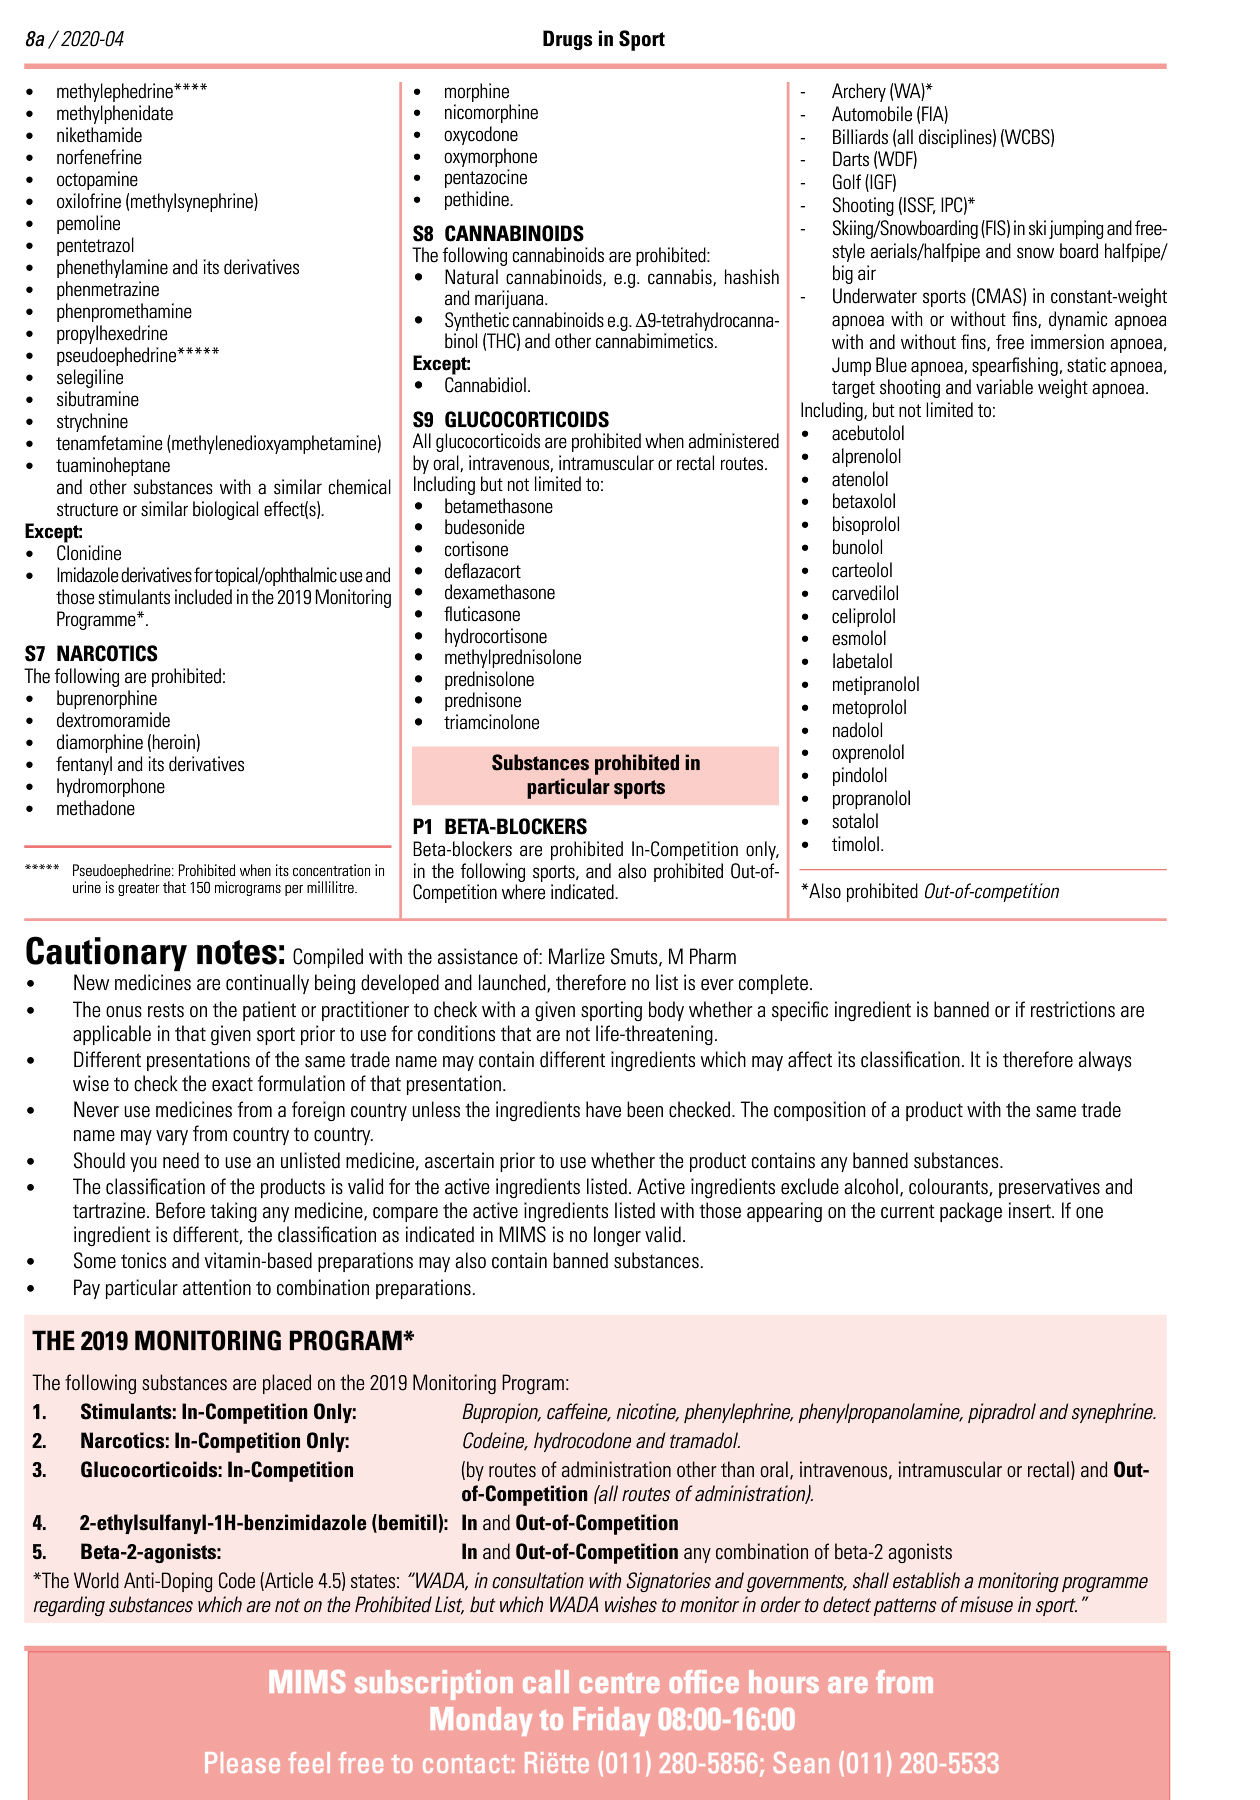 8a / 2020-04
Drugs in Sport
• methylephedrine****
• methylphenidate
• nikethamide
• norfenefrine
• octopamine
• oxilofrine (methylsynephrine)
• pemoline
• pentetrazol
• phenethylamine and its derivatives
• phenmetrazine
• phenpromethamine
• propylhexedrine
• pseudoephedrine*****
• selegiline
• sibutramine
• strychnine
• tenamfetamine (methylenedioxyamphetamine)
• tuaminoheptane
and other substances with a similar chemical
structure or similar biological effect(s).
Except:
• Clonidine
• Imidazole derivatives for topical/ophthalmic use and
those stimulants included in the 2019 Monitoring
Programme*.
S7 NARCOTICS
The following are prohibited:
• buprenorphine
• dextromoramide
• diamorphine (heroin)
• fentanyl and its derivatives
• hydromorphone
• methadone
***** Pseudoephedrine: Prohibited when its concentration in
urine is greater that 150 micrograms per millilitre.
• morphine
• nicomorphine
• oxycodone
• oxymorphone
• pentazocine
• pethidine.
S8 CANNABINOIDS
The following cannabinoids are prohibited:
• Natural cannabinoids, e.g. cannabis, hashish
and marijuana.
• Synthetic cannabinoids e.g. Δ9-tetrahydrocanna-
binol (THC) and other cannabimimetics.
Except:
• Cannabidiol.
S9 GLUCOCORTICOIDS
All glucocorticoids are prohibited when administered
by oral, intravenous, intramuscular or rectal routes.
Including but not limited to:
• betamethasone
• budesonide
• cortisone
• deflazacort
• dexamethasone
• fluticasone
• hydrocortisone
• methylprednisolone
• prednisolone
• prednisone
• triamcinolone
Substances prohibited in
particular sports
P1 BETA-BLOCKERS
Beta-blockers are prohibited In-Competition only,
in the following sports, and also prohibited Out-of-
Competition where indicated.
- Archery (WA)*
- Automobile (FIA)
- Billiards (all disciplines) (WCBS)
- Darts (WDF)
- Golf (IGF)
- Shooting (ISSF, IPC)*
- Skiing/Snowboarding (FIS) in ski jumping and free-
style aerials/halfpipe and snow board halfpipe/
big air
- Underwater sports (CMAS) in constant-weight
apnoea with or without fins, dynamic apnoea
with and without fins, free immersion apnoea,
Jump Blue apnoea, spearfishing, static apnoea,
target shooting and variable weight apnoea.
Including, but not limited to:
• acebutolol
• alprenolol
• atenolol
• betaxolol
• bisoprolol
• bunolol
• carteolol
• carvedilol
• celiprolol
• esmolol
• labetalol
• metipranolol
• metoprolol
• nadolol
• oxprenolol
• pindolol
• propranolol
• sotalol
• timolol.
*Also prohibited Out-of-competition
Cautionary notes: Compiled with the assistance of: Marlize Smuts, M Pharm
• New medicines are continually being developed and launched, therefore no list is ever complete.
• The onus rests on the patient or practitioner to check with a given sporting body whether a specific ingredient is banned or if restrictions are
applicable in that given sport prior to use for conditions that are not life-threatening.
• Different presentations of the same trade name may contain different ingredients which may affect its classification. It is therefore always
wise to check the exact formulation of that presentation.
• Never use medicines from a foreign country unless the ingredients have been checked. The composition of a product with the same trade
name may vary from country to country.
• Should you need to use an unlisted medicine, ascertain prior to use whether the product contains any banned substances.
• The classification of the products is valid for the active ingredients listed. Active ingredients exclude alcohol, colourants, preservatives and
tartrazine. Before taking any medicine, compare the active ingredients listed with those appearing on the current package insert. If one
ingredient is different, the classification as indicated in MIMS is no longer valid.
• Some tonics and vitamin-based preparations may also contain banned substances.
• Pay particular attention to combination preparations.
THE 2019 MONITORING PROGRAM*
The following substances are placed on the 2019 Monitoring Program:
1. Stimulants: In-Competition Only: Bupropion, caffeine, nicotine, phenylephrine, phenylpropanolamine, pipradrol and synephrine.
2. Narcotics: In-Competition Only: Codeine, hydrocodone and tramadol.
3. Glucocorticoids: In-Competition (by routes of administration other than oral, intravenous, intramuscular or rectal) and Out-
of-Competition (all routes of administration).
4. 2-ethylsulfanyl-1H-benzimidazole (bemitil): In and Out-of-Competition
5. Beta-2-agonists: In and Out-of-Competition any combination of beta-2 agonists
*The World Anti-Doping Code (Article 4.5) states: “WADA, in consultation with Signatories and governments, shall establish a monitoring programme
regarding substances which are not on the Prohibited List, but which WADA wishes to monitor in order to detect patterns of misuse in sport.”
MIMS subscription call centre office hours are from
Monday to Friday 08:00-16:00
Please feel free to contact: Riëtte (011) 280-5856; Sean (011) 280-5533